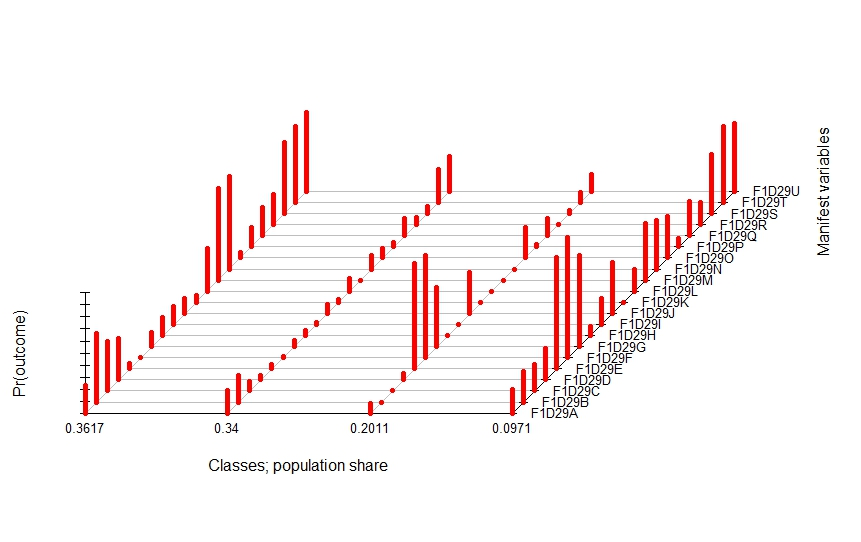 Manifest variables
F1D29U
F1D29T
F1D29S
F1D29R
F1D29Q
F1D29P
F1D29O
F1D29N
F1D29M
F1D29L
F1D29K
F1D29J
F1D29I
F1D29H
F1D29G
F1D29F
F1D29E
F1D29D
F1D29C
F1D29B
F1D29A
Pr(outcome)
0.3617 0.34 0.2011 0.0971
Classes; population share